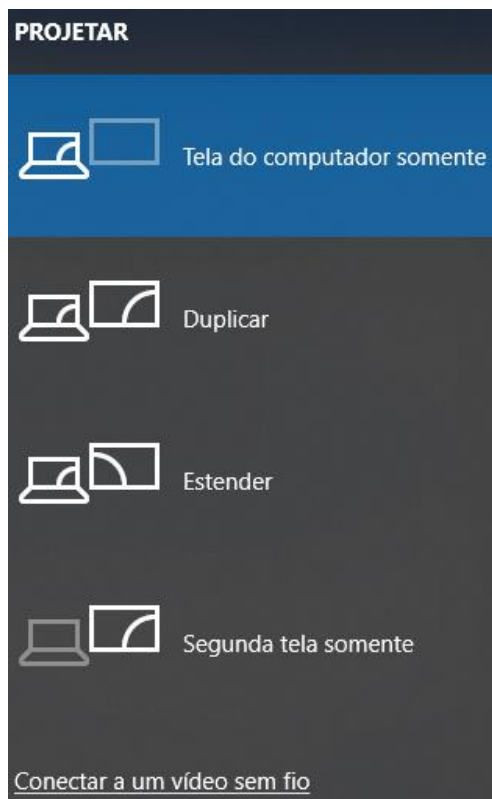 PROJETAR
Tela do computador somente
Duplicar
Estender
Segunda tela somente
Conectar a um vídeo sem fio